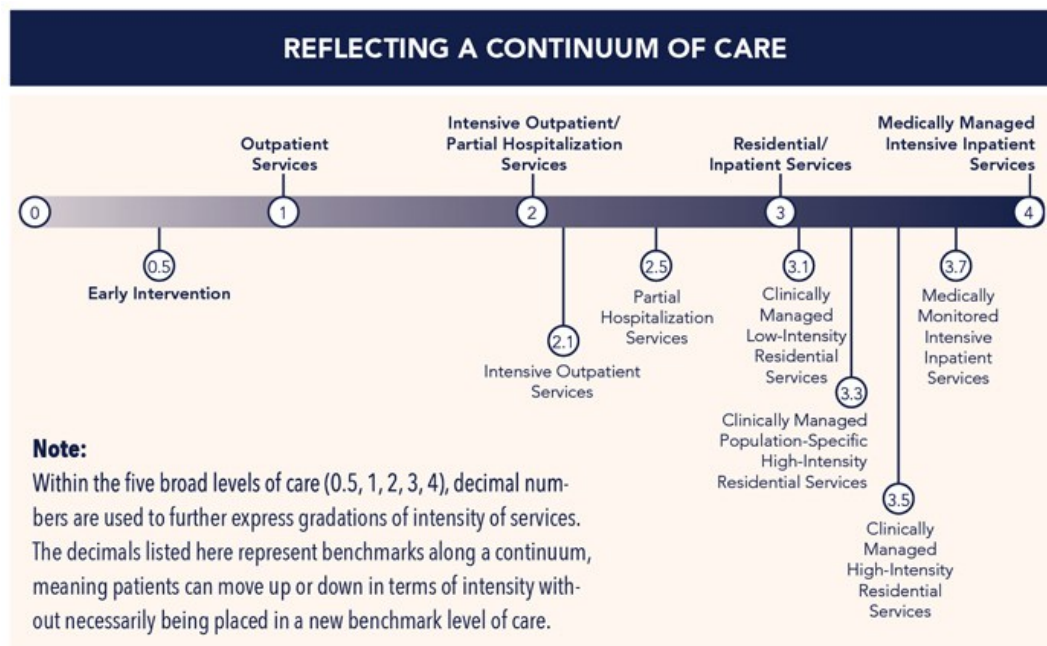 REFLECTING A CONTINUUM OF CARE
Outpatient
Services
Intensive Outpatient/
Partial Hospitalization
Services
Residential/
Inpatient Services
Medically Managed
Intensive Inpatient
Services
0
1
2
3
4
0.5
Early Intervention
2.1
Intensive Outpatient
Services
2.5
Partial
Hospitalization
Services
3.1
Clinically
Managed
Low-Intensity
Residential
Services
3.3
Clinically Managed
Population-Specific
High-Intensity
Residential Services
3.5
Clinically
Managed
High-Intensity
Residential
Services
3.7
Medically
Monitored
Intensive
Inpatient
Services
Note:
Within the five broad levels of care (0.5, 1, 2, 3, 4), decimal num-
bers are used to further express gradations of intensity of services.
The decimals listed here represent benchmarks along a continuum,
meaning patients can move up or down in terms of intensity with-
out necessarily being placed in a new benchmark level of care.